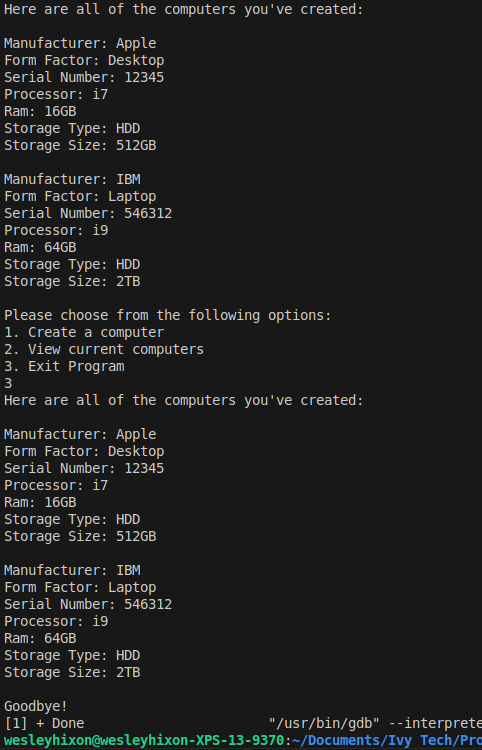 Here are all of the computers you've created:
Manufacturer: Apple
Form Factor: Desktop
Serial Number: 12345
Processor: i7
Ram: 16GB
Storage Type: HDD
Storage Size: 512GB
Manufacturer: IBM
Form Factor: Laptop
Serial Number: 546312
Processor: i9
Ram: 64GB
Storage Type: HDD
Storage Size: 2TB
Please choose from the following options:
1. Create a computer
2. View current computers
3. Exit Program
3
Here are all of the computers you've created:
Manufacturer: Apple
Form Factor: Desktop
Serial Number: 12345
Processor: i7
Ram: 16GB
Storage Type: HDD
Storage Size: 512GB
Manufacturer: IBM
Form Factor: Laptop
Serial Number: 546312
Processor: i9
Ram: 64GB
Storage Type: HDD
Storage Size: 2TB
Goodbye!
[1] + Done                       "/usr/bin/gdb" --interprete
wesleyhixon@wesleyhixon-XPS-13-9370:~/Documents/Ivy Tech/Pro